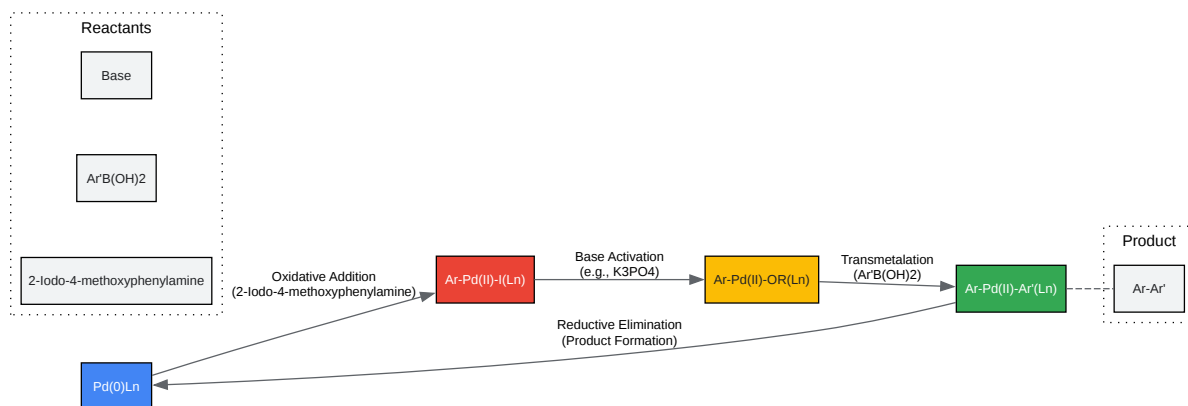 Reactants
Base
Ar'B(OH)2
2-Iodo-4-methoxyphenylamine
Oxidative Addition
(2-Iodo-4-methoxyphenylamine)
Ar-Pd(II)-I(Ln)
Base Activation
(e.g., K3PO4)
Ar-Pd(II)-OR(Ln)
Transmetalation
(Ar'B(OH)2)
Ar-Pd(II)-Ar'(Ln)
Product
Ar-Ar'
Reductive Elimination
(Product Formation)
Pd(0)Ln